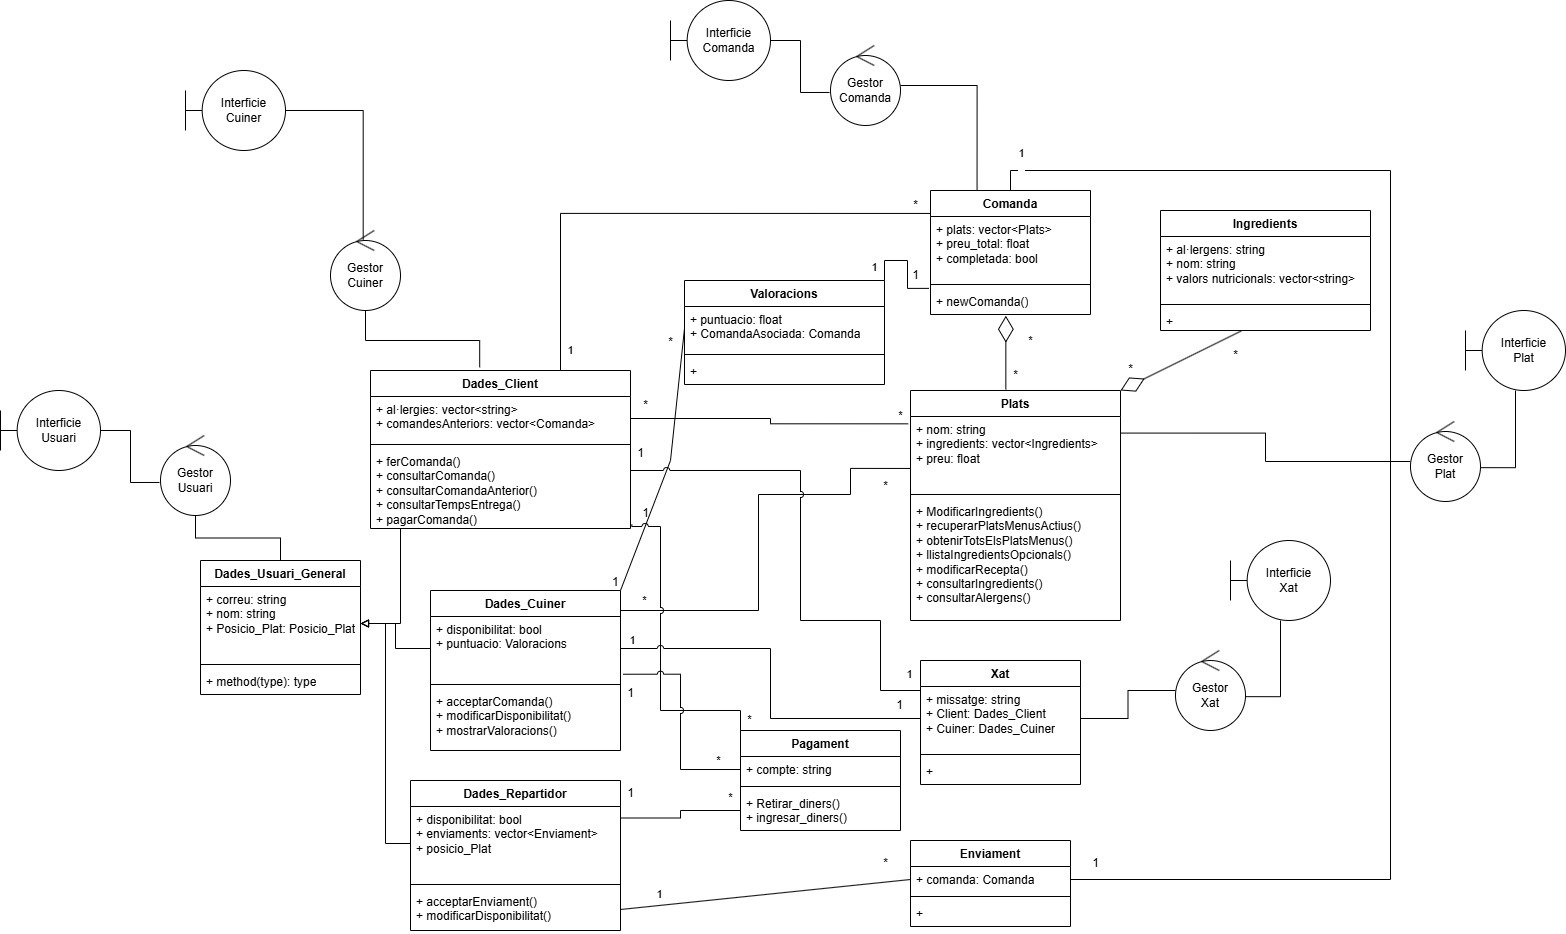 Interficie
Comanda
Gestor
Comanda
Interficie
Cuiner
Gestor
Cuiner
1
*
Comanda
+ plats: vector<Plats>
+ preu_total: float
+ completada: bool
+ newComanda()
Ingredients
+ al·lergens: string
+ nom: string
+ valors nutricionals: vector<string>
+
1
1
Valoracions
+ puntuacio: float
+ ComandaAsociada: Comanda
+
*
1
*
*
*
*
Interficie
Plat
Gestor
Plat
Dades_Client
+ al·lergies: vector<string>
+ comandesAnteriors: vector<Comanda>
+ ferComanda()
+ consultarComanda()
+ consultarComandaAnterior()
+ consultarTempsEntrega()
+ pagarComanda()
*
*
1
*
1
Plats
+ nom: string
+ ingredients: vector<Ingredients>
+ preu: float
+ ModificarIngredients()
+ recuperarPlatsMenusActius()
+ obtenirTotsElsPlatsMenus()
+ llistaIngredientsOpcionals()
+ modificarRecepta()
+ consultarIngredients()
+ consultarAlergens()
Interficie
Usuari
Gestor
Usuari
Dades_Usuari_General
+ correu: string
+ nom: string
+ Posicio_Plat: Posicio_Plat
+ method(type): type
1
Dades_Cuiner
+ disponibilitat: bool
+ puntuacio: Valoracions
+ acceptarComanda()
+ modificarDisponibilitat()
+ mostrarValoracions()
*
1
1
1
1
Xat
+ missatge: string
+ Client: Dades_Client
+ Cuiner: Dades_Cuiner
+
Interficie
Xat
Gestor
Xat
*
*
*
Pagament
+ compte: string
+ Retirar_diners()
+ ingresar_diners()
Dades_Repartidor
+ disponibilitat: bool
+ enviaments: vector<Enviament>
+ posicio_Plat
+ acceptarEnviament()
+ modificarDisponibilitat()
1
1
*
1
Enviament
+ comanda: Comanda
+